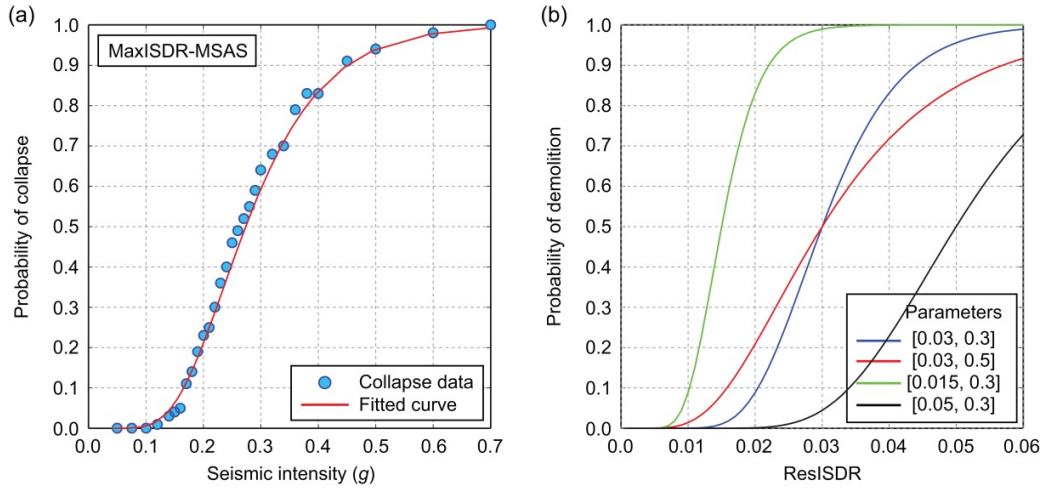 (a)
MaxISDR-MSAS
Probability of collapse
1.0
0.9
0.8
0.7
0.6
0.5
0.4
0.3
0.2
0.1
0.0
0.0 0.1 0.2 0.3 0.4 0.5 0.6 0.7
Seismic intensity (g)
Collapse data
Fitted curve
(b)
Probability of demolition
1.0
0.9
0.8
0.7
0.6
0.5
0.4
0.3
0.2
0.1
0.0
0.0 0.01 0.02 0.03 0.04 0.05 0.06
ResISDR
Parameters
[0.03, 0.3]
[0.03, 0.5]
[0.015, 0.3]
[0.05, 0.3]